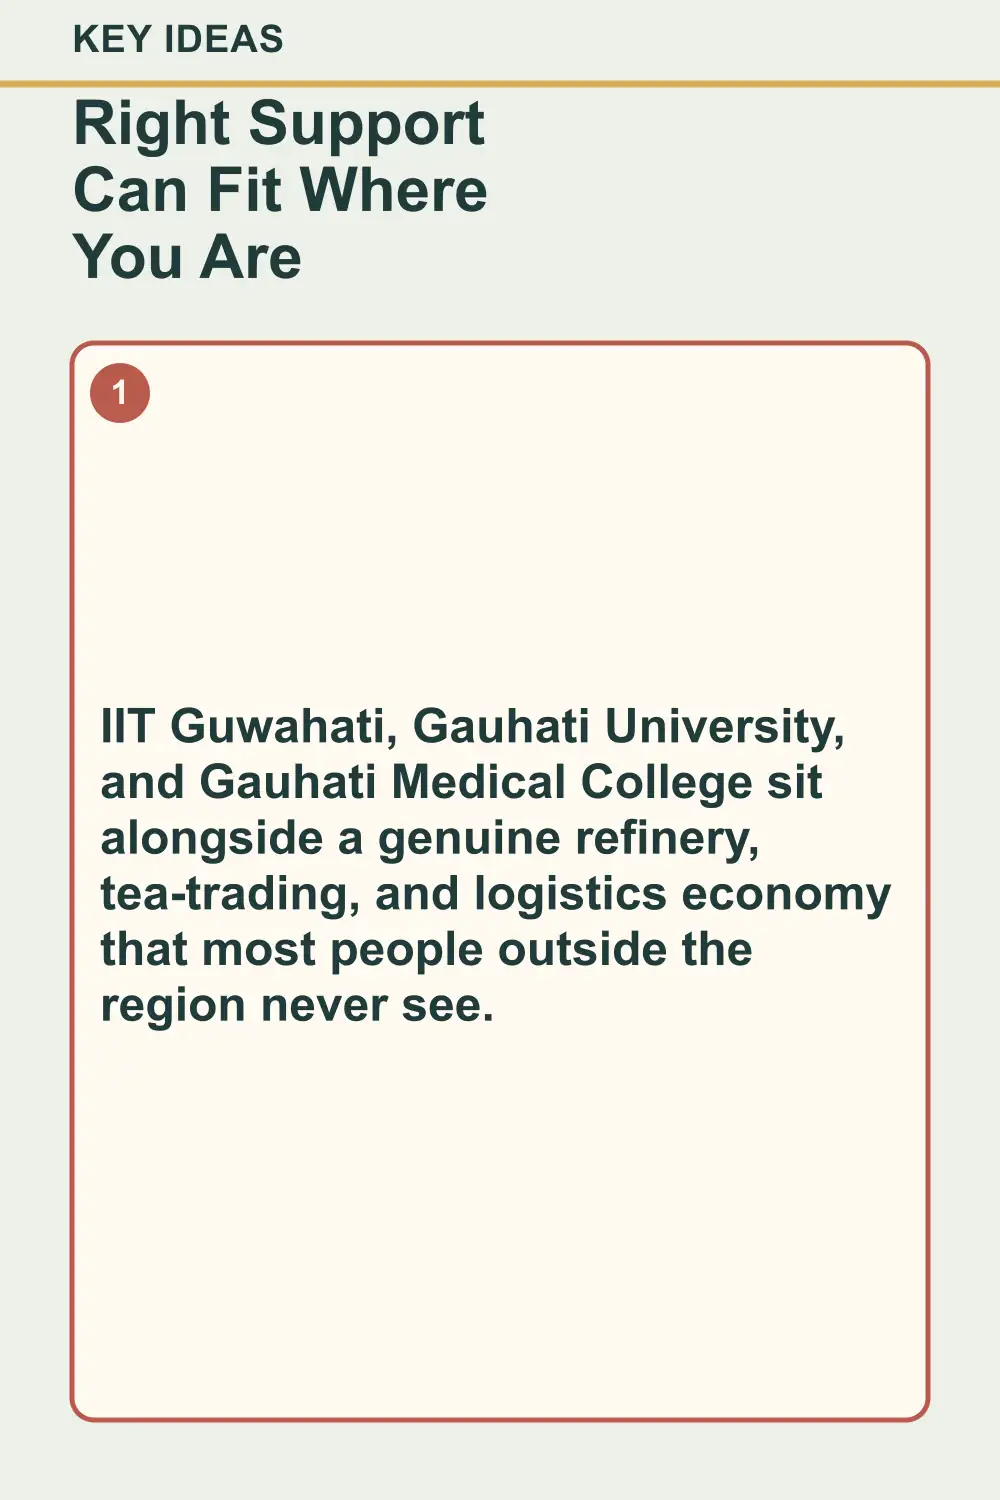 KEY IDEAS
Right Support
Can Fit Where
You Are
1
IIT Guwahati, Gauhati University,
and Gauhati Medical College sit
alongside a genuine refinery,
tea-trading, and logistics economy
that most people outside the
region never see.